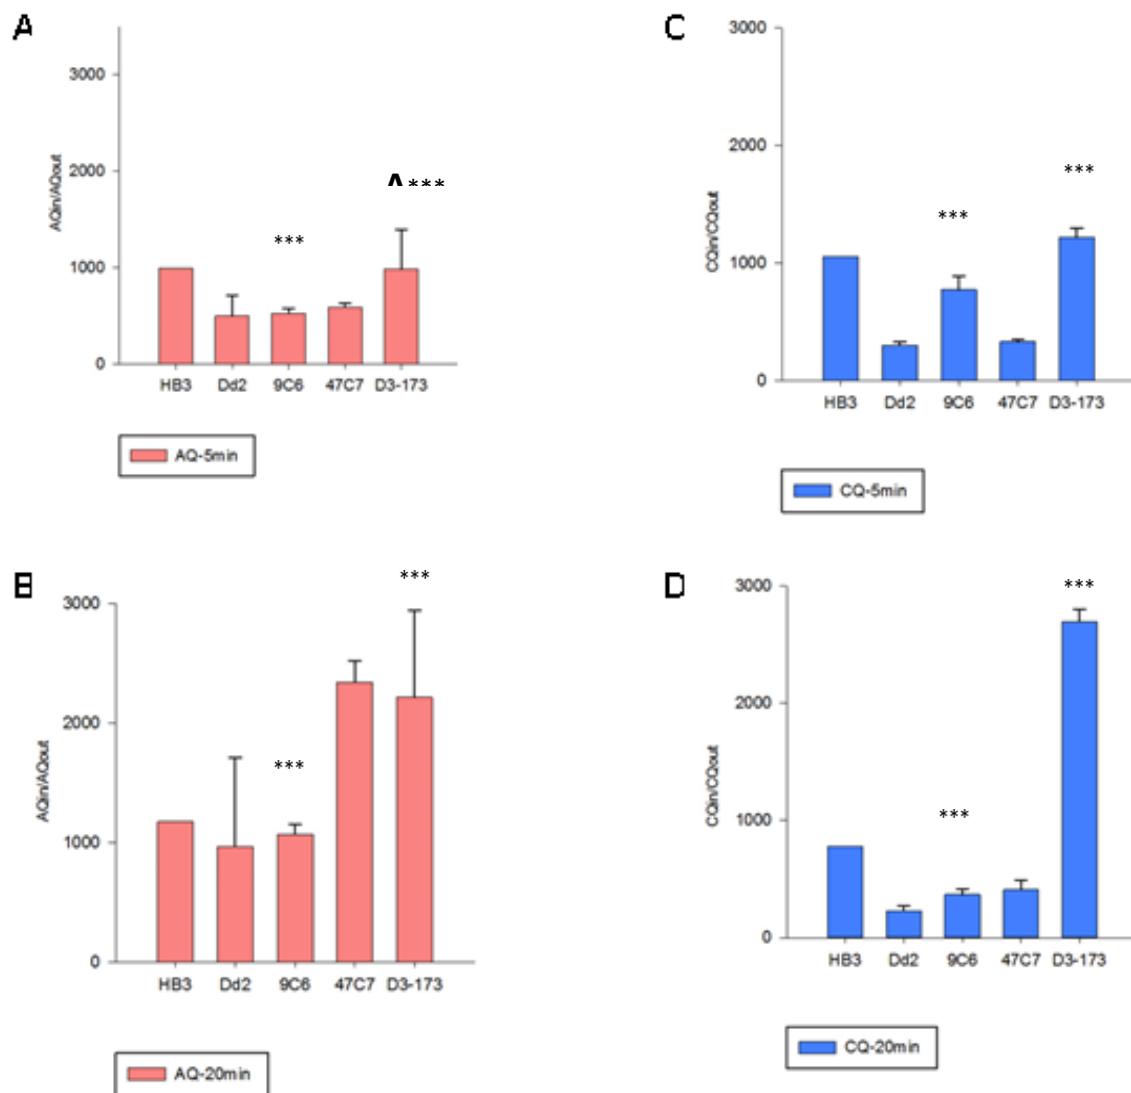 A
3000
2000
1000
0
AQin/AQout
***
A***
HB3 Dd2 9C6 47C7 D3-173
AQ-5min
C
3000
2000
1000
0
CQin/CQout
***
***
HB3 Dd2 9C6 47C7 D3-173
CQ-5min
B
3000
2000
1000
0
AQin/AQout
***
***
HB3 Dd2 9C6 47C7 D3-173
AQ-20min
D
3000
2000
1000
0
CQin/CQout
***
***
HB3 Dd2 9C6 47C7 D3-173
CQ-20min